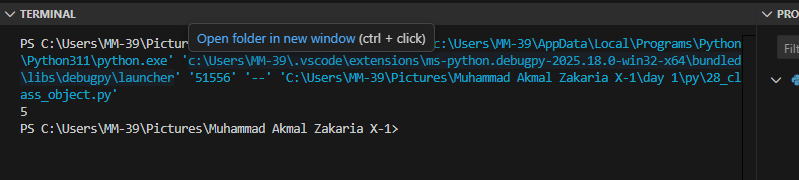 TERMINAL
PRO
Open folder in new window (ctrl + click)
Filt
PS C:\Users\MM-39\Pictures c:\Users\MM-39\AppData\Local\Programs\Python
\Python311\python.exe' 'c:\Users\MM-39\.vscode\extensions\ms-python.debugpy-2025.18.0-win32-x64\bundled
\libs\debugpy\launcher' '51556' '--' 'C:\Users\MM-39\Pictures\Muhammad Akmal Zakaria X-1\day 1\py\28_cl
ass_object.py'
5
PS C:\Users\MM-39\Pictures\Muhammad Akmal Zakaria X-1>